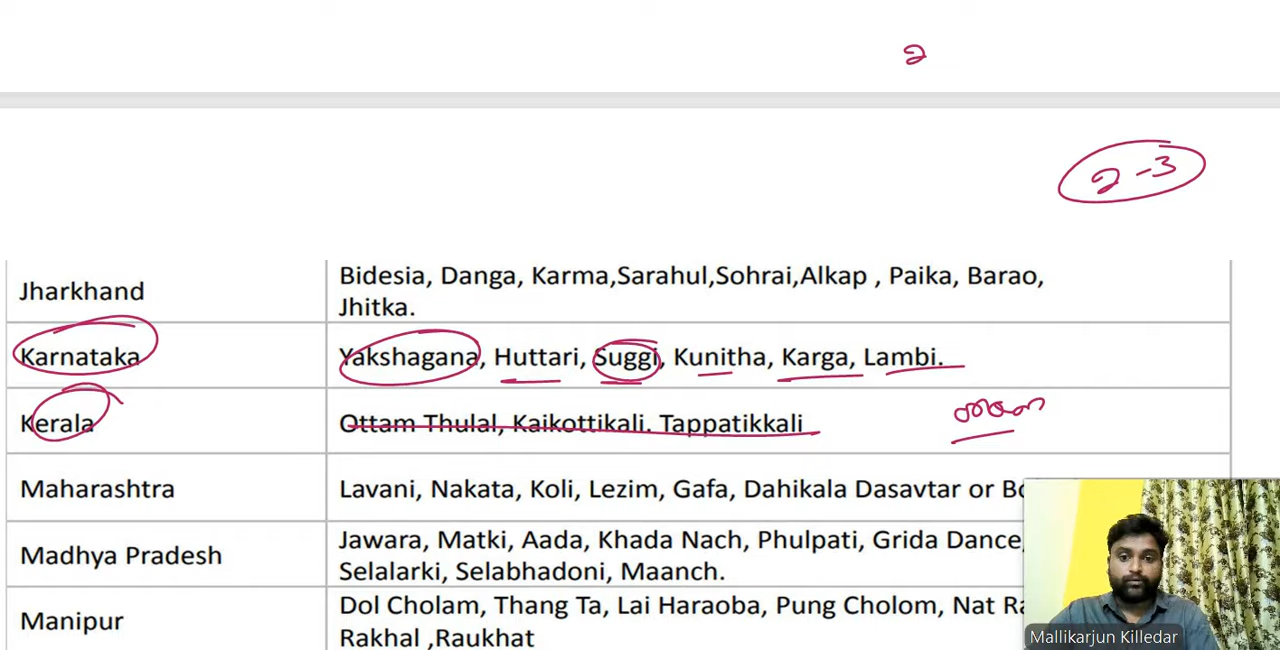 2
2-3
Jharkhand
Bidesia, Danga, Karma,Sarahul,Sohrai,Alkap , Paika, Barao,
Jhitka.
Karnataka
Yakshagana, Huttari, Suggi, Kunitha, Karga, Lambi.
Kerala
Ottam Thulal, Kaikottikali. Tappatikkali
Maharashtra
Lavani, Nakata, Koli, Lezim, Gafa, Dahikala Dasavtar or
Madhya Pradesh
Jawara, Matki, Aada, Khada Nach, Phulpati, Grida Dance,
Selalarki, Selabhadoni, Maanch.
Manipur
Dol Cholam, Thang Ta, Lai Haraoba, Pung Cholom, Nat
Rakhal ,Raukhat
Mallikarjun Killedar